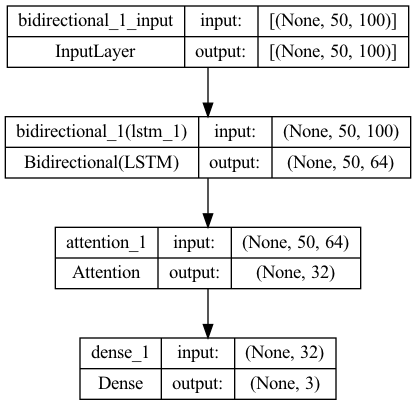 bidirectional_1_input input: [(None, 50, 100)]
InputLayer output: [(None, 50, 100)]
bidirectional_1(lstm_1) input: (None, 50, 100)
Bidirectional(LSTM) output: (None, 50, 64)
attention_1 input: (None, 50, 64)
Attention output: (None, 32)
dense_1 input: (None, 32)
Dense output: (None, 3)